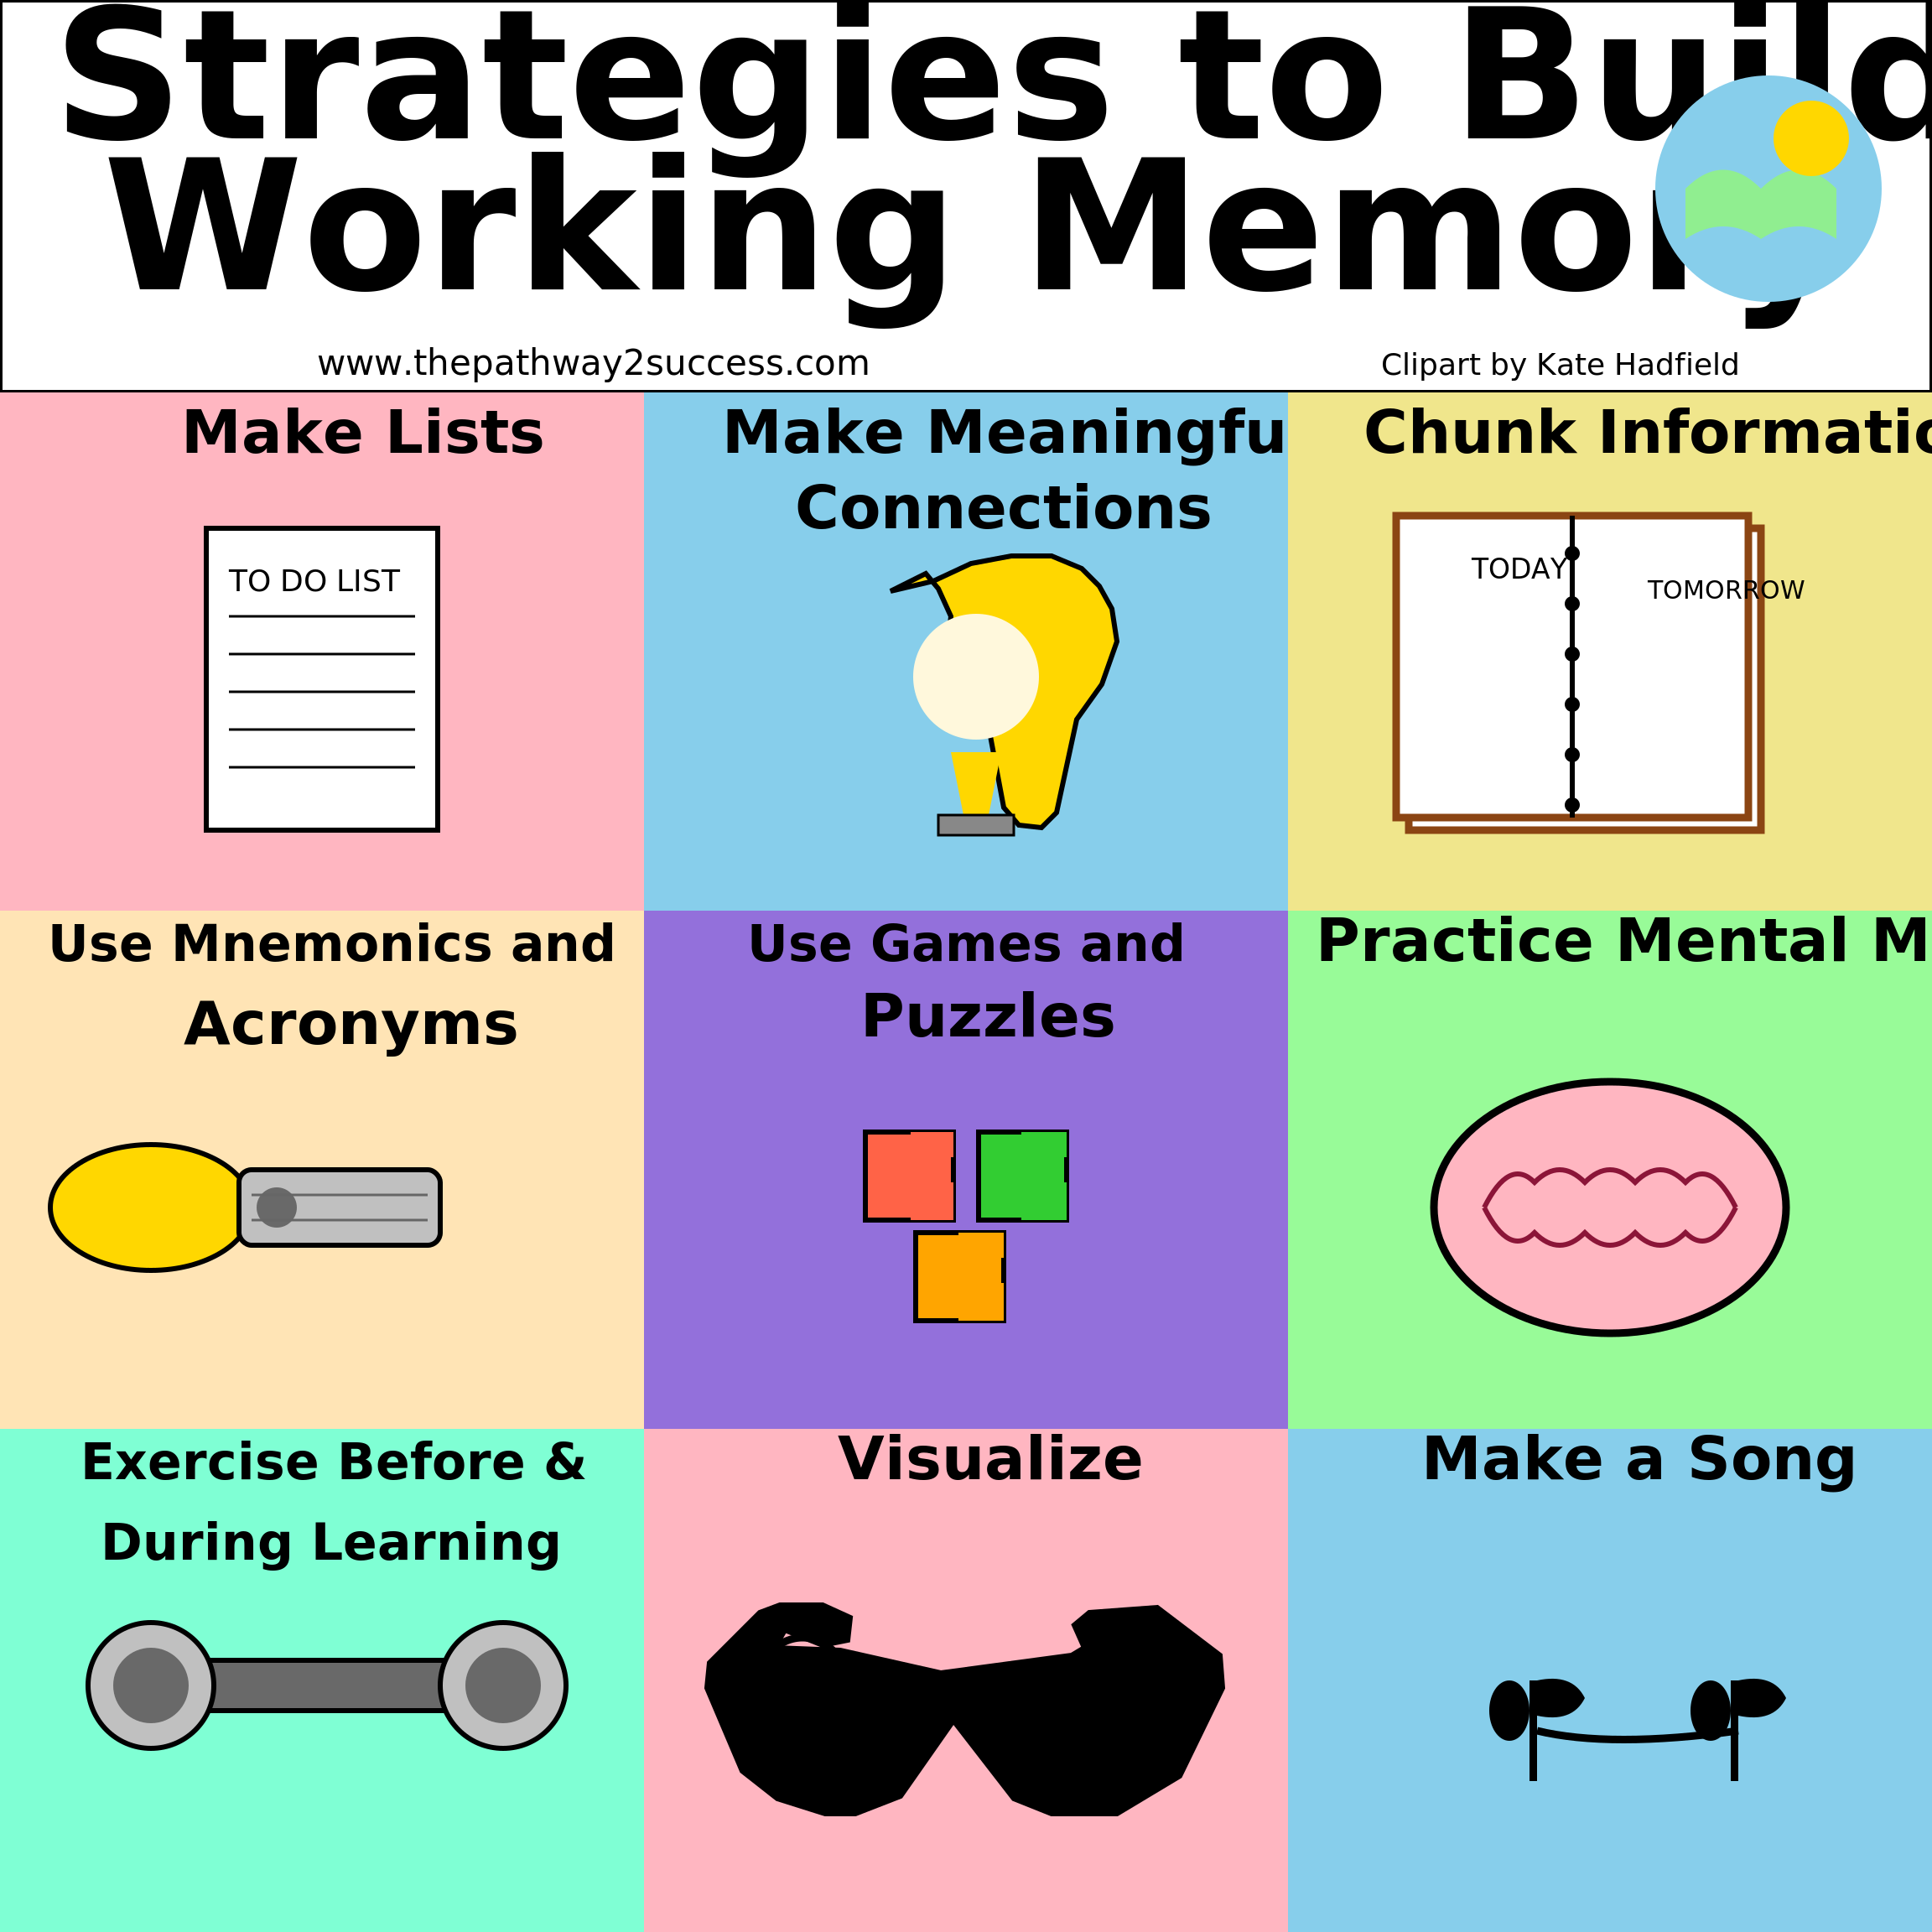 Strategies to Build
Working Memory
www.thepathway2success.com
Clipart by Kate Hadfield
Make Lists
TO DO LIST
Make Meaningfu
Connections
Chunk Informatio
TODAY
TOMORROW
Use Mnemonics and
Acronyms
Use Games and
Puzzles
Practice Mental M
Exercise Before &
During Learning
Visualize
Make a Song